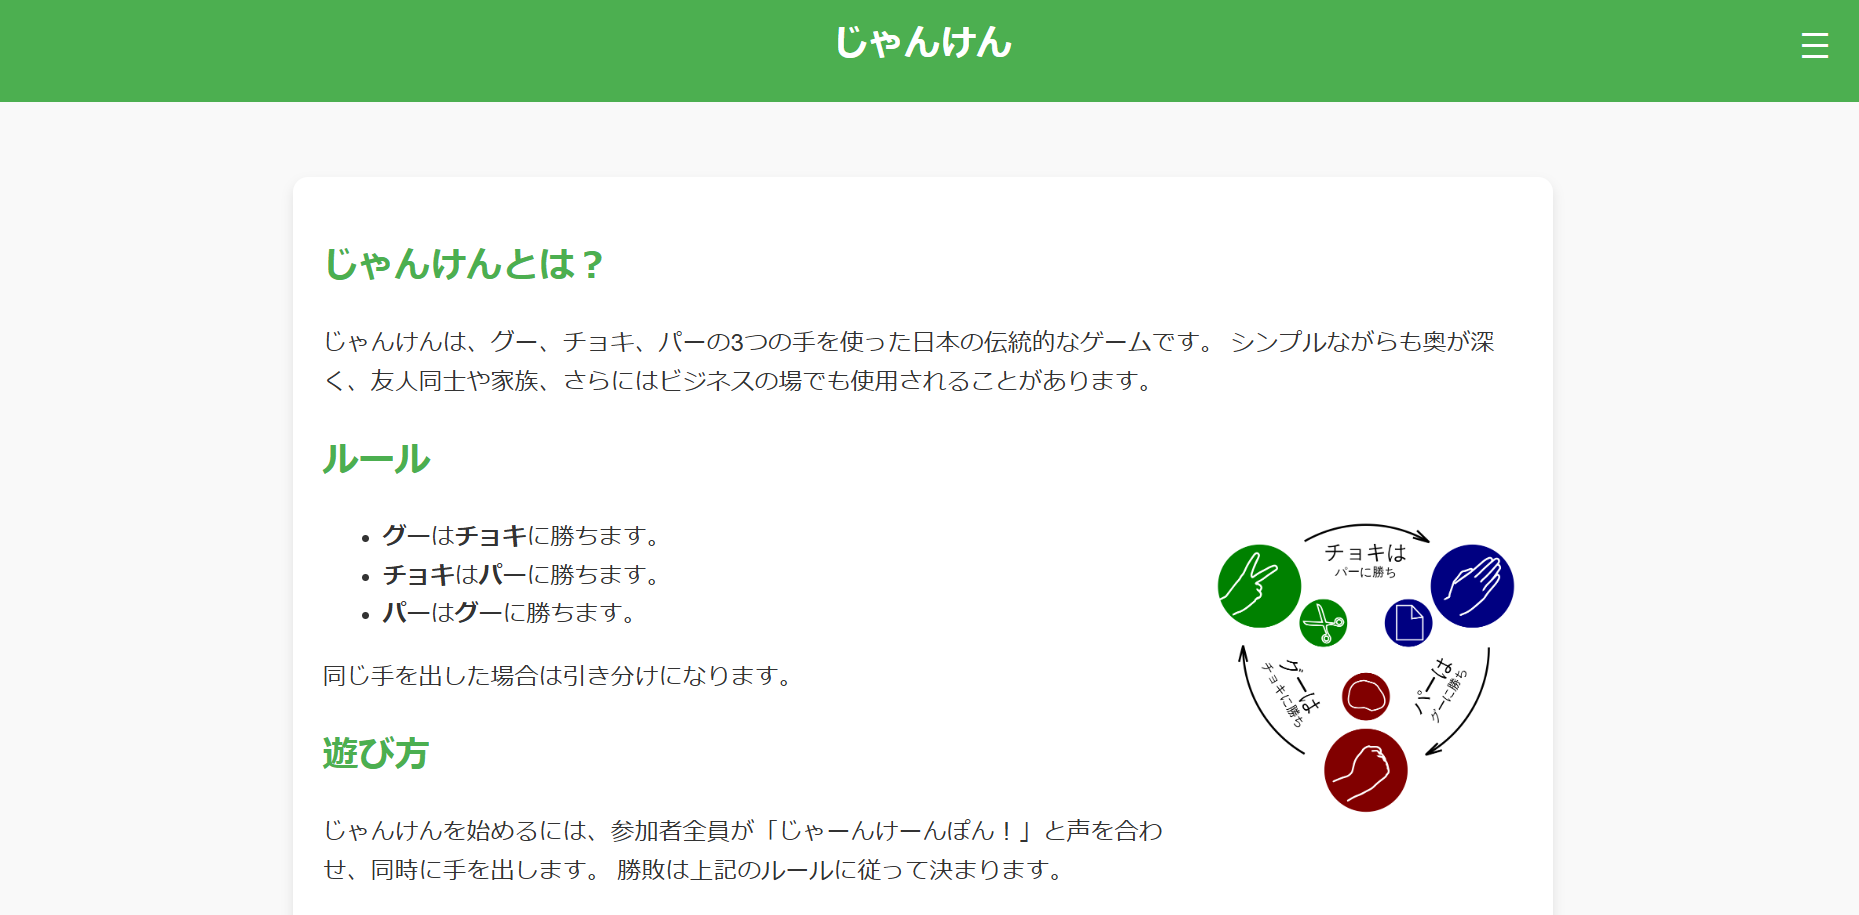 じゃんけん
じゃんけんとは？
じゃんけんは、グー、チョキ、パーの3つの手を使った日本の伝統的なゲームです。 シンプルながらも奥が深
く、友人同士や家族、さらにはビジネスの場でも使用されることがあります。
ルール
グーはチョキに勝ちます。
チョキはパーに勝ちます。
パーはグーに勝ちます。
同じ手を出した場合は引き分けになります。
チョキは
パーに勝ち
パーは
グーに勝ち
グーは
チョキに勝ち
遊び方
じゃんけんを始めるには、参加者全員が「じゃーんけーんぽん！」と声を合わ
せ、同時に手を出します。 勝敗は上記のルールに従って決まります。